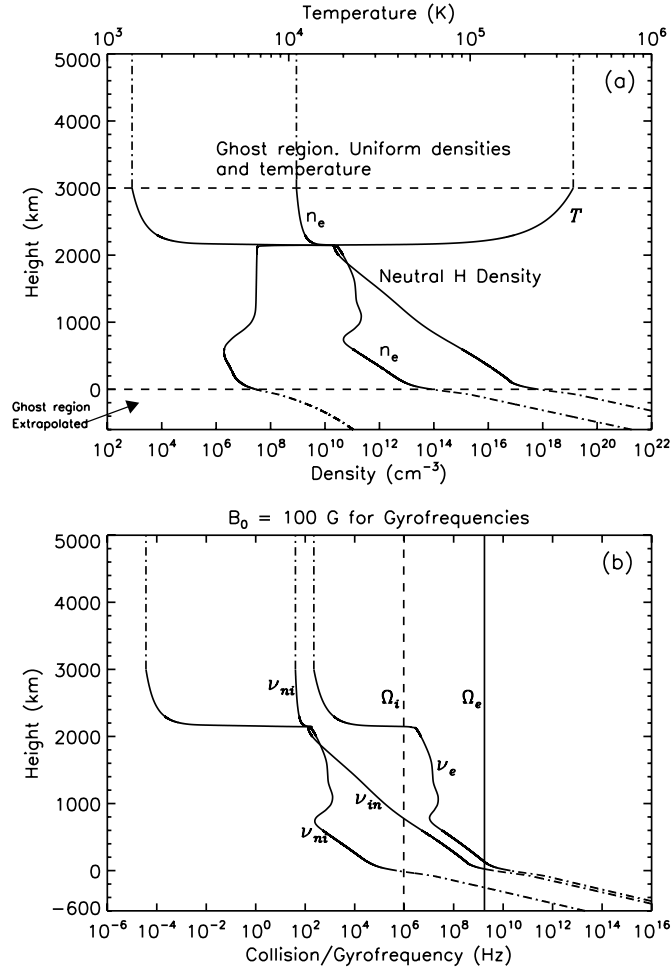 Temperature (K)
10³ 10⁴ 10⁵ 10⁶
5000
(a)
4000
Ghost region. Uniform densities
and temperature
3000
nₑ
T
2000
Neutral H Density
1000
nₑ
0
Ghost region
Extrapolated
Height (km)
10² 10⁴ 10⁶ 10⁸ 10¹⁰ 10¹² 10¹⁴ 10¹⁶ 10¹⁸ 10²⁰ 10²²
Density (cm⁻³)
B₀ = 100 G for Gyrofrequencies
5000
(b)
4000
3000
νₙᵢ Ωᵢ Ωₑ
2000
νₑ
1000
νᵢₙ
νₙᵢ
0
−600
Height (km)
10⁻⁶ 10⁻⁴ 10⁻² 10⁰ 10² 10⁴ 10⁶ 10⁸ 10¹⁰ 10¹² 10¹⁴ 10¹⁶
Collision/Gyrofrequency (Hz)